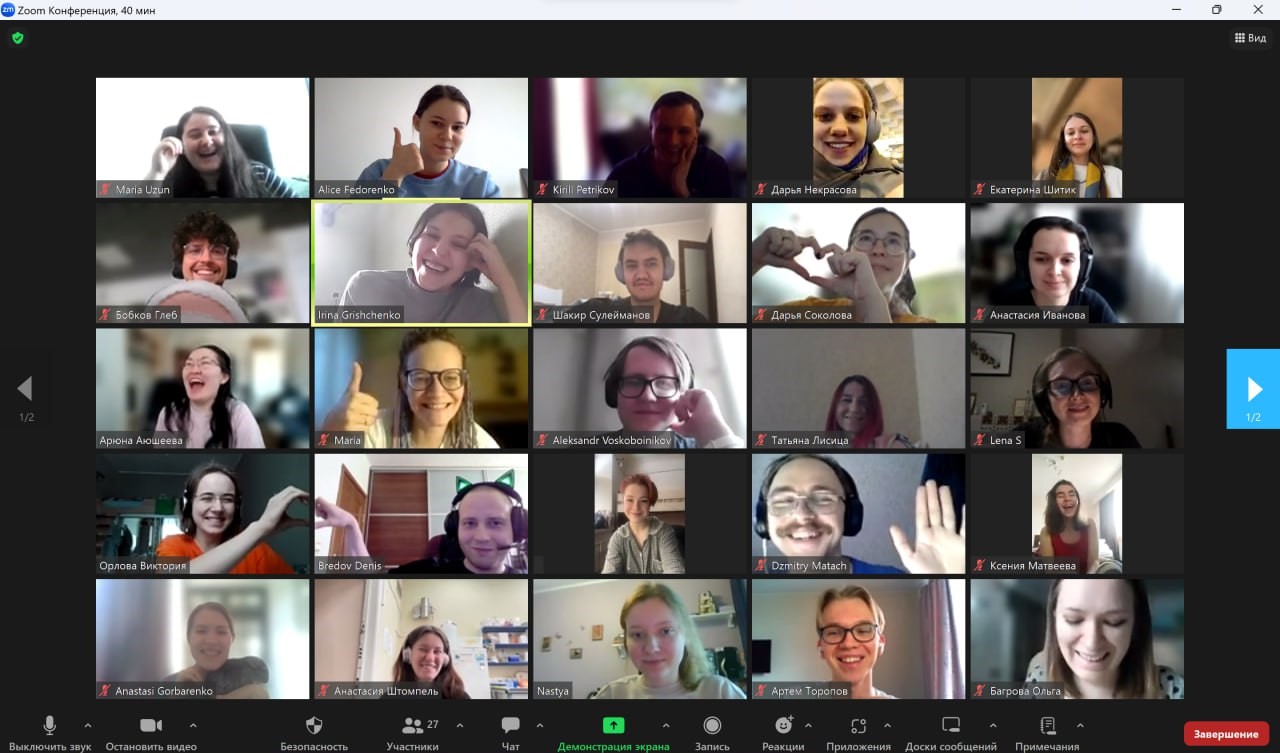 zm Zoom Конференция, 40 мин
Вид
Maria Uzun
Alice Fedorenko
Kirill Petrikov
Дарья Некрасова
Екатерина Шитик
Бобков Глеб
Irina Grishchenko
Шакир Сулейманов
Дарья Соколова
Анастасия Иванова
1/2
Арюна Аюшеева
Maria
Aleksandr Voskoboinikov
Татьяна Лисица
Lena S
1/2
Орлова Виктория
Bredov Denis
Dzmitry Matach
Ксения Матвеева
Anastasi Gorbarenko
Анастасия Штомпель
Nastya
Артем Торопов
Багрова Ольга
27
Выключить звук
Остановить видео
Безопасность
Участники
Чат
Демонстрация экрана
Запись
Реакции
Приложения
Доски сообщений
Примечания
Завершение